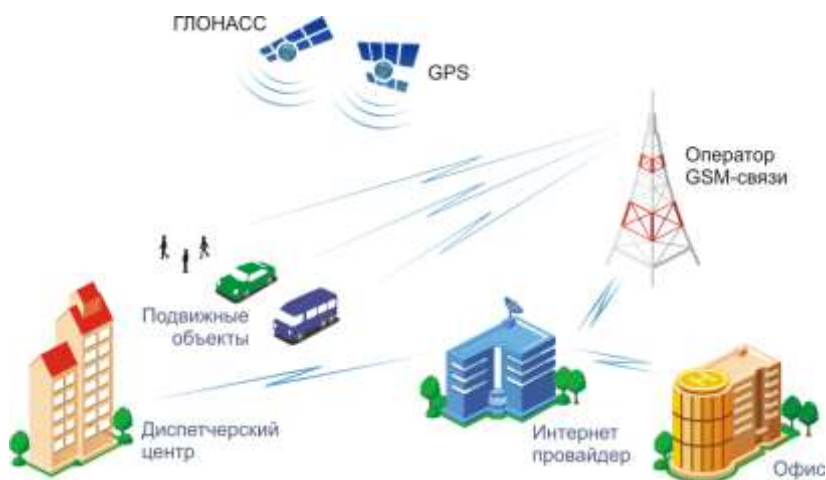 ГЛОНАСС
GPS
Оператор
GSM-связи
Подвижные
объекты
Диспетчерский
центр
Интернет
провайдер
Офис